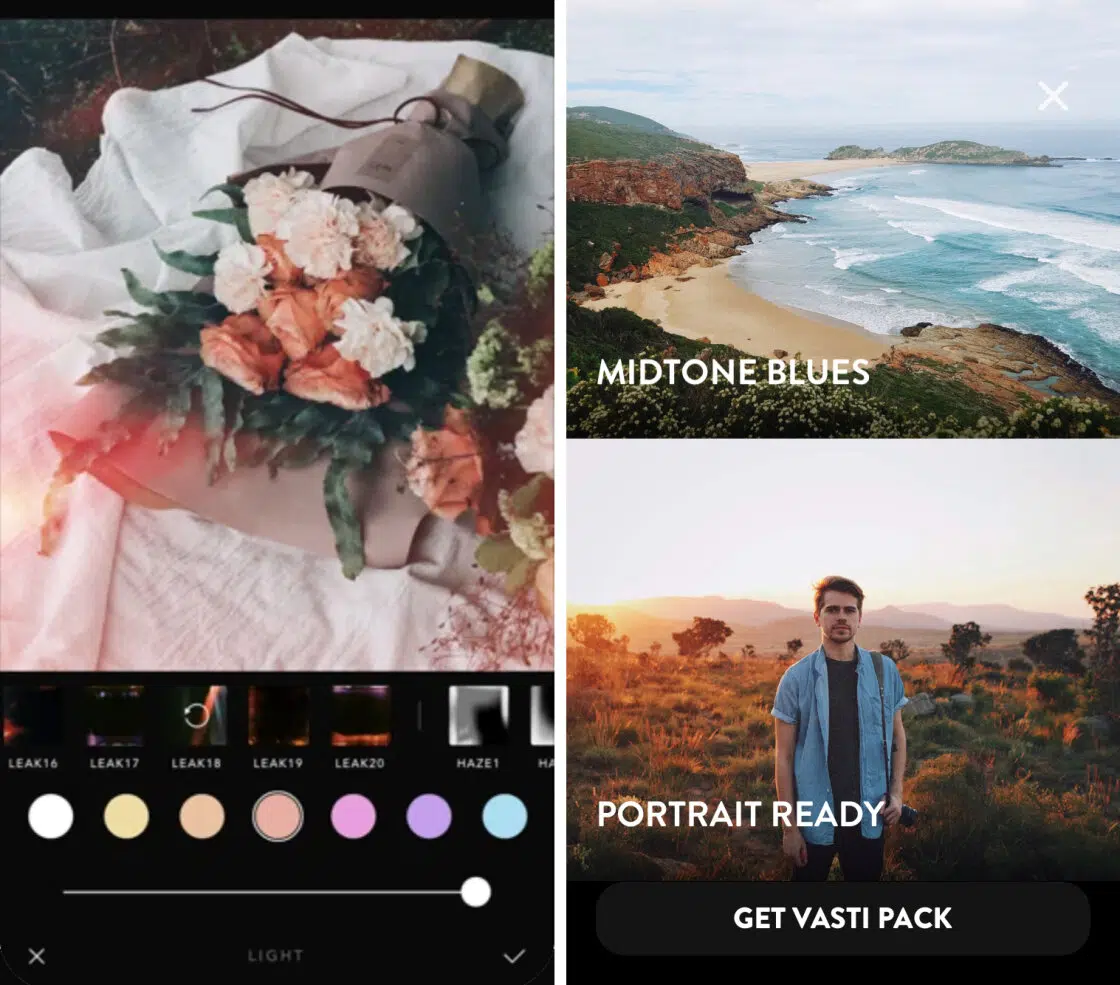 LEAK16
LEAK17
LEAK18
LEAK19
LEAK20
HAZE1
HA
LIGHT
MIDTONE BLUES
PORTRAIT READY
GET VASTI PACK